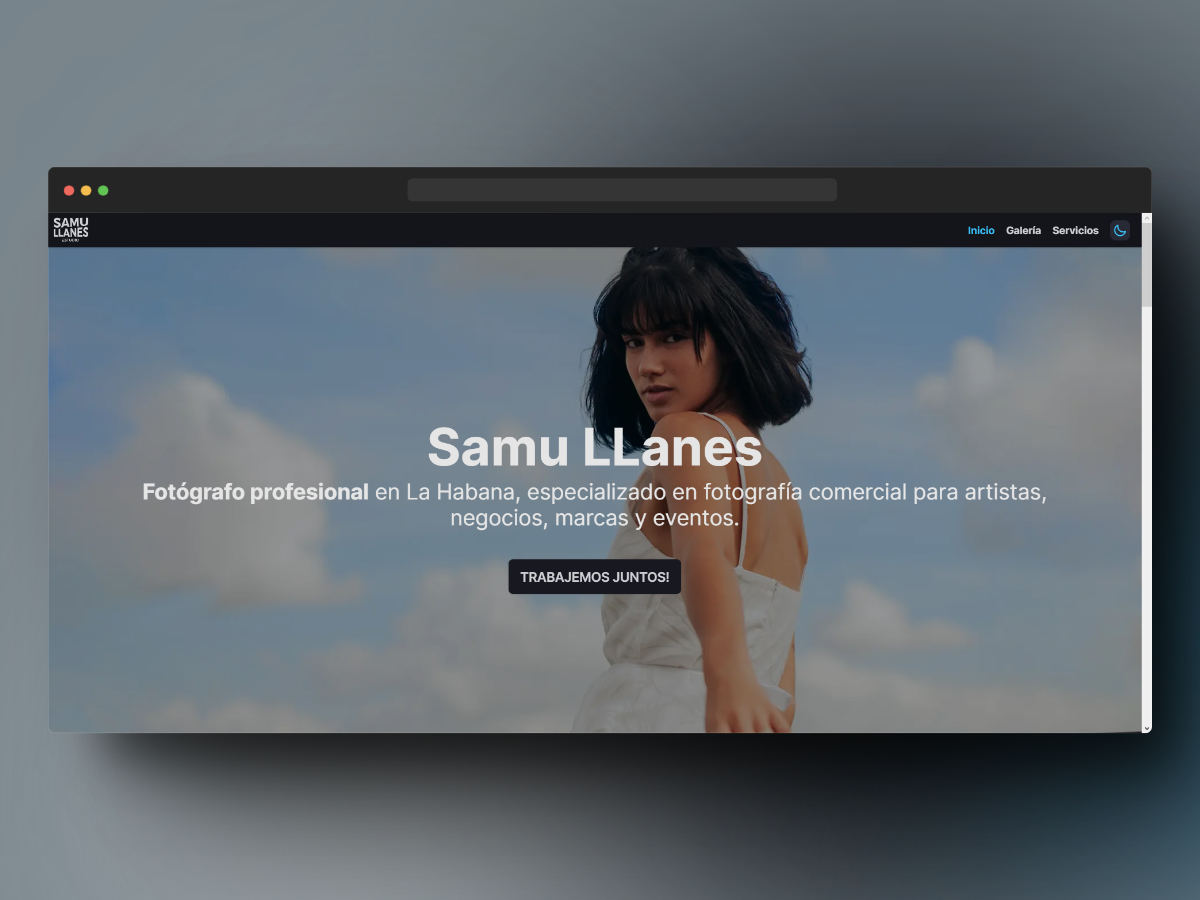 SAMU
LLANES
ESTUDIO
Inicio Galería Servicios
Samu LLanes
Fotógrafo profesional en La Habana, especializado en fotografía comercial para artistas,
negocios, marcas y eventos.
TRABAJEMOS JUNTOS!